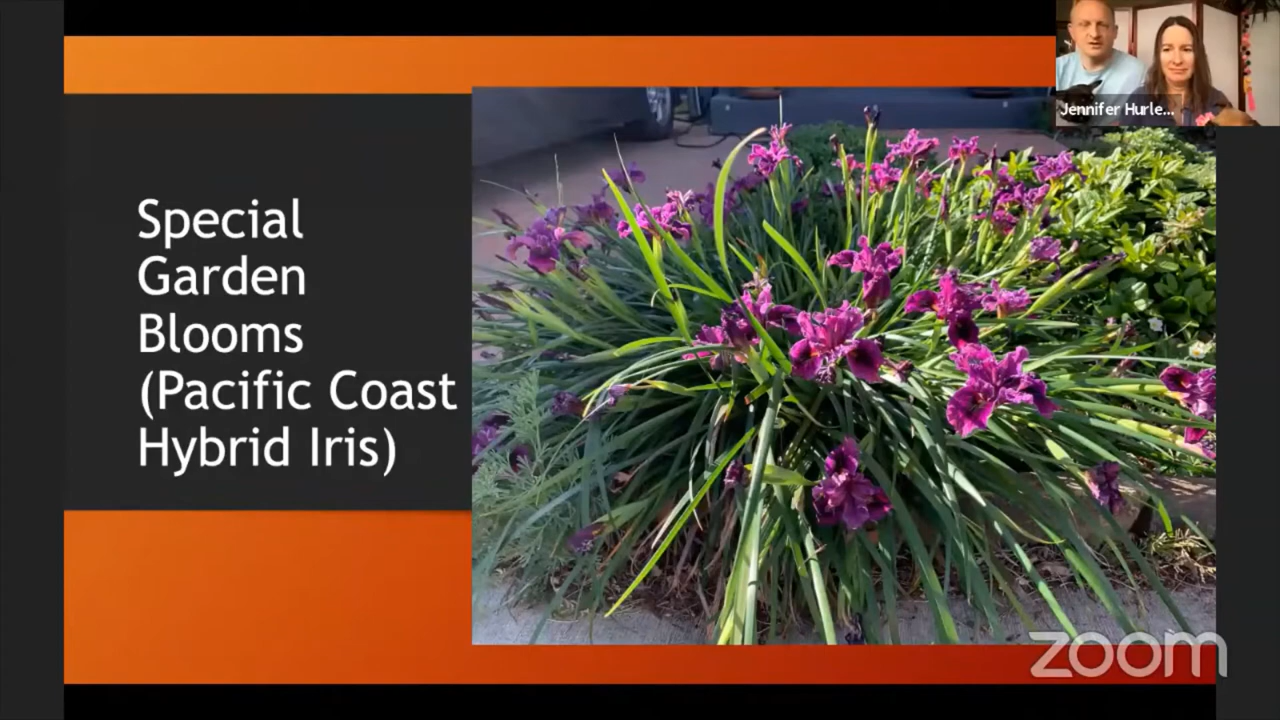 Jennifer Hurle...
Special
Garden
Blooms
(Pacific Coast
Hybrid Iris)
zoom